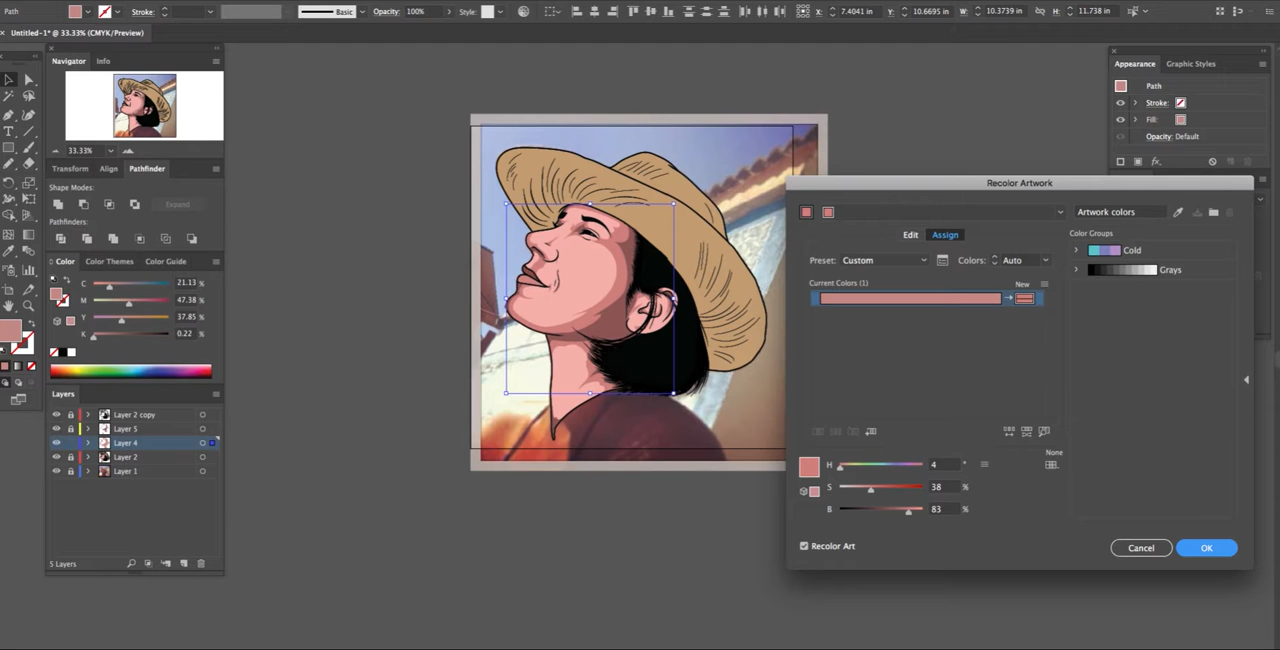 Path Stroke: Basic Opacity: 100% Style: X: 7.4041 in Y: 10.6695 in W: 10.3739 in H: 11.738 in
Untitled-1* @ 33.33% (CMYK/Preview)
Navigator Info
33.33%
Transform Align Pathfinder
Shape Modes:
Expand
Pathfinders:
Color Color Themes Color Guide
C 21.13 %
M 47.38 %
Y 37.85 %
K 0.22 %
Layers
Layer 2 copy
Layer 5
Layer 4
Layer 2
Layer 1
5 Layers
Appearance Graphic Styles
Path
Stroke:
Fill:
Opacity: Default
fx
Recolor Artwork
Artwork colors
Edit Assign
Color Groups
Cold
Grays
Preset: Custom Colors: Auto
Current Colors (1) New
None
H 4 °
S 38 %
B 83 %
Recolor Art
Cancel OK